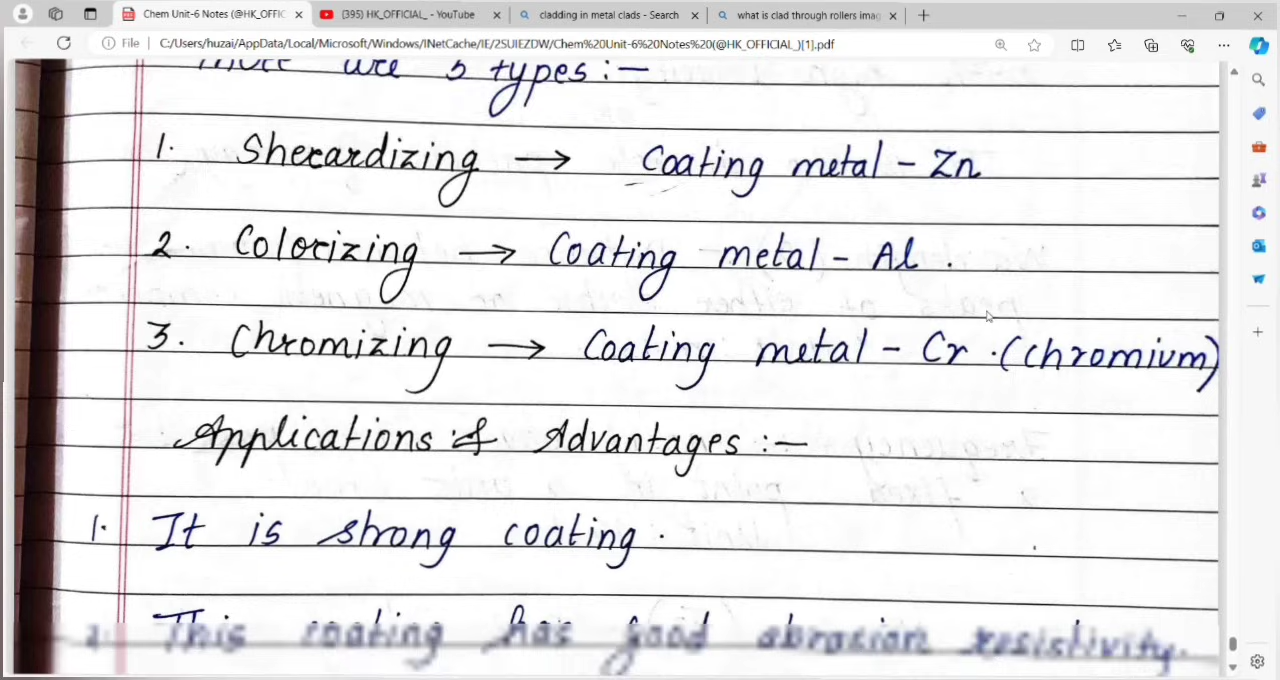 Chem Unit-6 Notes (@HK_OFFIC
(395) HK_OFFICIAL_ - YouTube
cladding in metal clads - Search
what is clad through rollers imag
File
C:/Users/huzai/AppData/Local/Microsoft/Windows/INetCache/IE/2SUIEZDW/Chem%20Unit-6%20Notes%20(@HK_OFFICIAL_)[1].pdf
types :-
1. Sherardizing → Coating metal - Zn
2. Colorizing → Coating metal - Al .
3. Chromizing → Coating metal - Cr . (chromium)
Applications & Advantages :-
1. It is strong coating .
2. This coating has good abrasion resistivity.